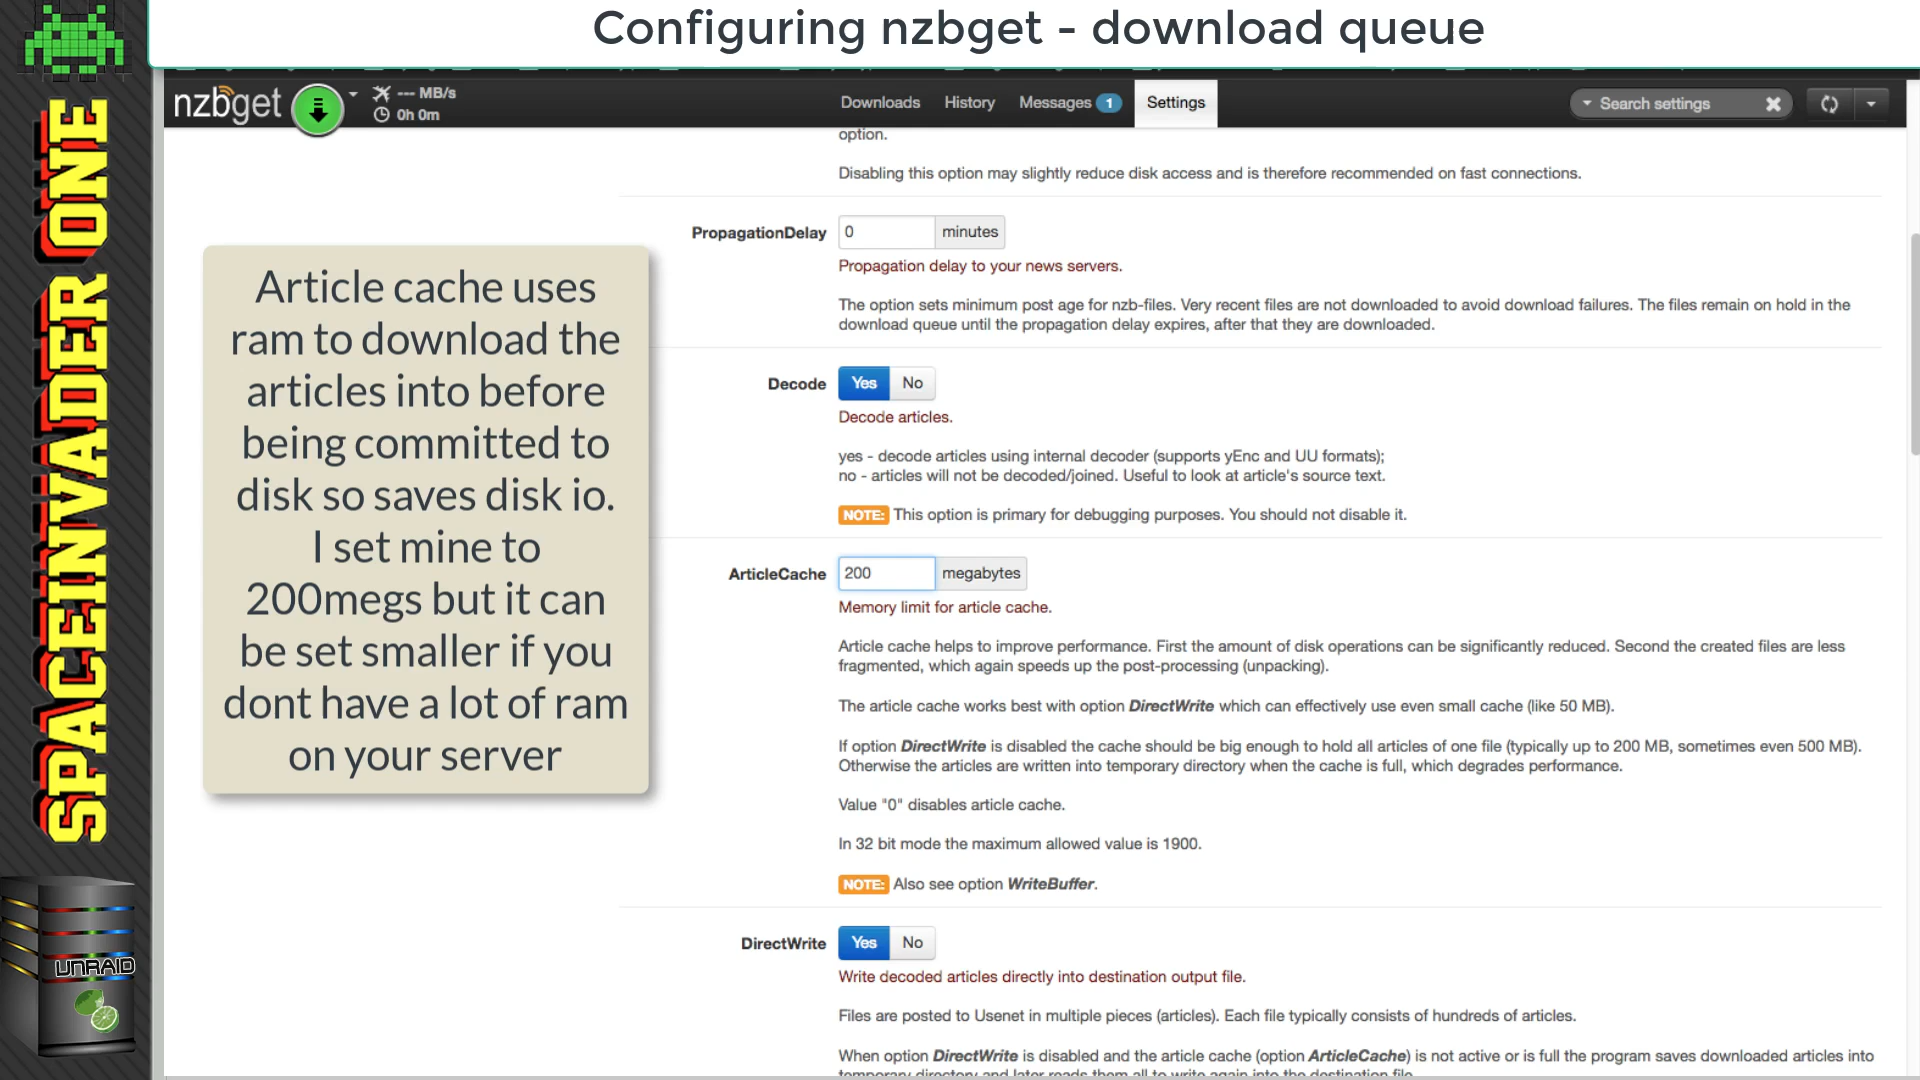 Configuring nzbget - download queue
SPACEINVADER ONE
nzbget
--- MB/s
0h 0m
Downloads History Messages 1 Settings
Search settings
option.
Disabling this option may slightly reduce disk access and is therefore recommended on fast connections.
PropagationDelay 0 minutes
Propagation delay to your news servers.
The option sets minimum post age for nzb-files. Very recent files are not downloaded to avoid download failures. The files remain on hold in the
download queue until the propagation delay expires, after that they are downloaded.
Article cache uses
ram to download the
articles into before
being committed to
disk so saves disk io.
I set mine to
200megs but it can
be set smaller if you
dont have a lot of ram
on your server
Decode Yes No
Decode articles.
yes - decode articles using internal decoder (supports yEnc and UU formats);
no - articles will not be decoded/joined. Useful to look at article's source text.
NOTE: This option is primary for debugging purposes. You should not disable it.
ArticleCache 200 megabytes
Memory limit for article cache.
Article cache helps to improve performance. First the amount of disk operations can be significantly reduced. Second the created files are less
fragmented, which again speeds up the post-processing (unpacking).
The article cache works best with option DirectWrite which can effectively use even small cache (like 50 MB).
If option DirectWrite is disabled the cache should be big enough to hold all articles of one file (typically up to 200 MB, sometimes even 500 MB).
Otherwise the articles are written into temporary directory when the cache is full, which degrades performance.
Value "0" disables article cache.
In 32 bit mode the maximum allowed value is 1900.
NOTE: Also see option WriteBuffer.
DirectWrite Yes No
Write decoded articles directly into destination output file.
Files are posted to Usenet in multiple pieces (articles). Each file typically consists of hundreds of articles.
When option DirectWrite is disabled and the article cache (option ArticleCache) is not active or is full the program saves downloaded articles into
temporary directory and later reads them all to write again into the destination file.
UNRAID